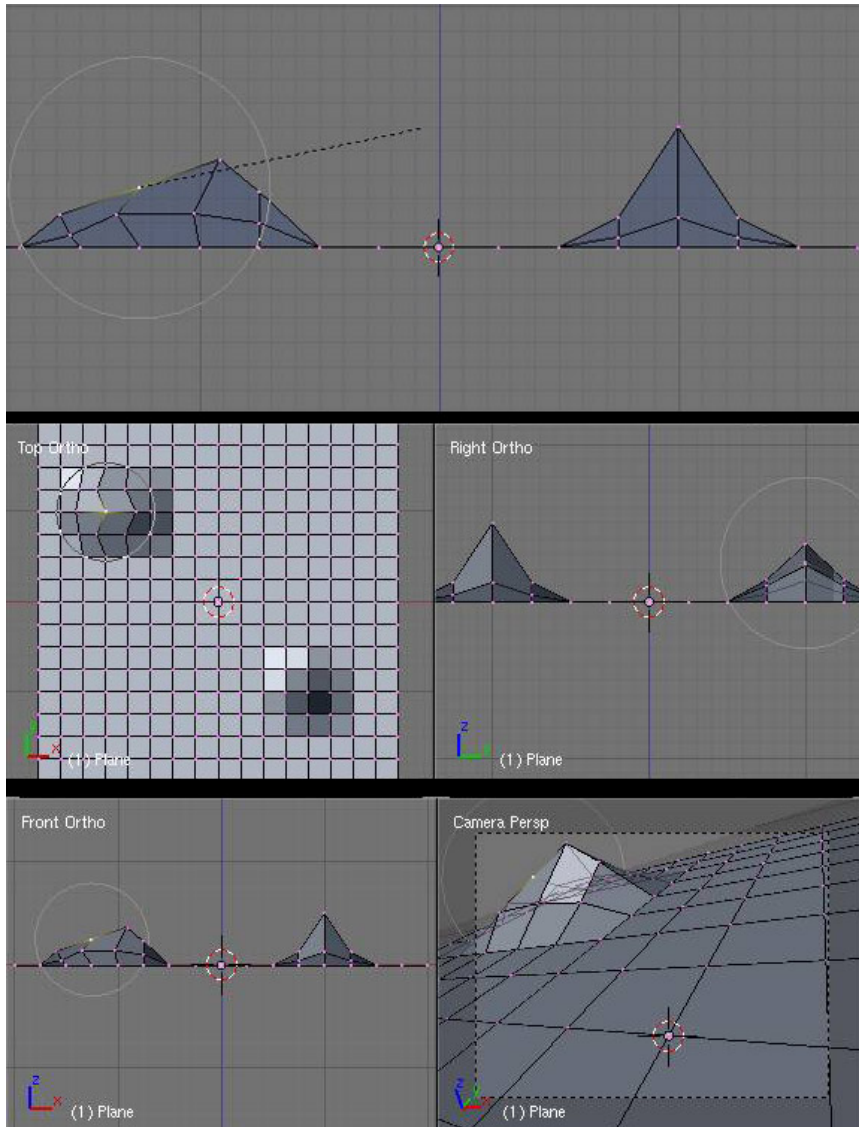 Top Ortho
Right Ortho
y
x
(1) Plane
z
y
(1) Plane
Front Ortho
Camera Persp
z
x
(1) Plane
z
y
x
(1) Plane